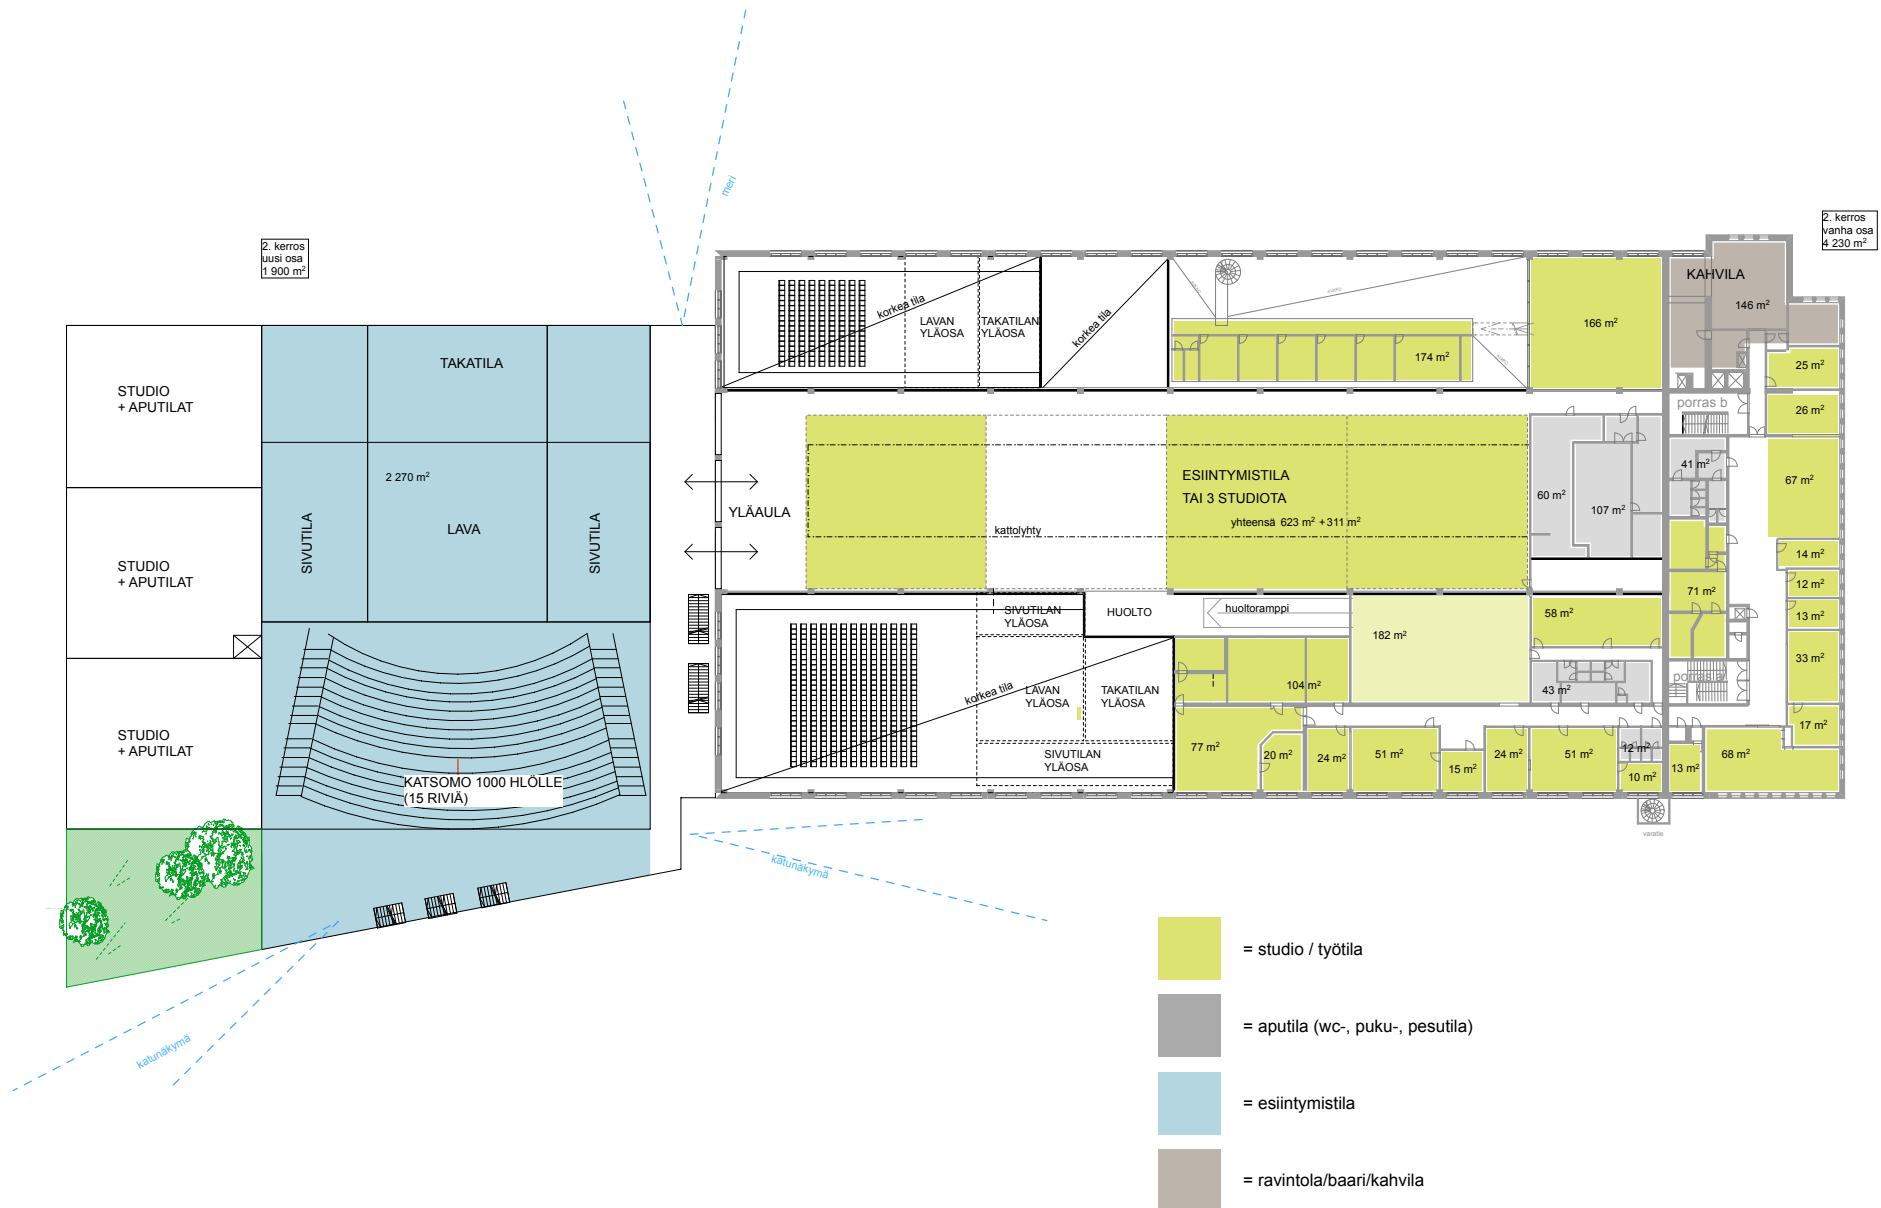 meri
2. kerros
uusi osa
1 900 m²
2. kerros
vanha osa
4 230 m²
KAHVILA
146 m²
korkea tila
LAVAN
YLÄOSA
TAKATILAN
YLÄOSA
korkea tila
166 m²
174 m²
25 m²
26 m²
porras b
TAKATILA
STUDIO
+ APUTILAT
2 270 m²
SIVUTILA
LAVA
SIVUTILA
YLÄAULA
ESIINTYMISTILA
TAI 3 STUDIOTA
yhteensä 623 m² +311 m²
kattolyhty
60 m²
107 m²
41 m²
67 m²
14 m²
12 m²
71 m²
13 m²
STUDIO
+ APUTILAT
SIVUTILAN
YLÄOSA
HUOLTO
huoltoramppi
182 m²
58 m²
33 m²
porras a
43 m²
104 m²
korkea tila
LAVAN
YLÄOSA
TAKATILAN
YLÄOSA
SIVUTILAN
YLÄOSA
17 m²
77 m²
20 m²
24 m²
51 m²
15 m²
24 m²
51 m²
12 m²
10 m²
13 m²
68 m²
STUDIO
+ APUTILAT
KATSOMO 1000 HLÖLLE
(15 RIVIÄ)
varatie
katunäkymä
katunäkymä
= studio / työtila
= aputila (wc-, puku-, pesutila)
= esiintymistila
= ravintola/baari/kahvila